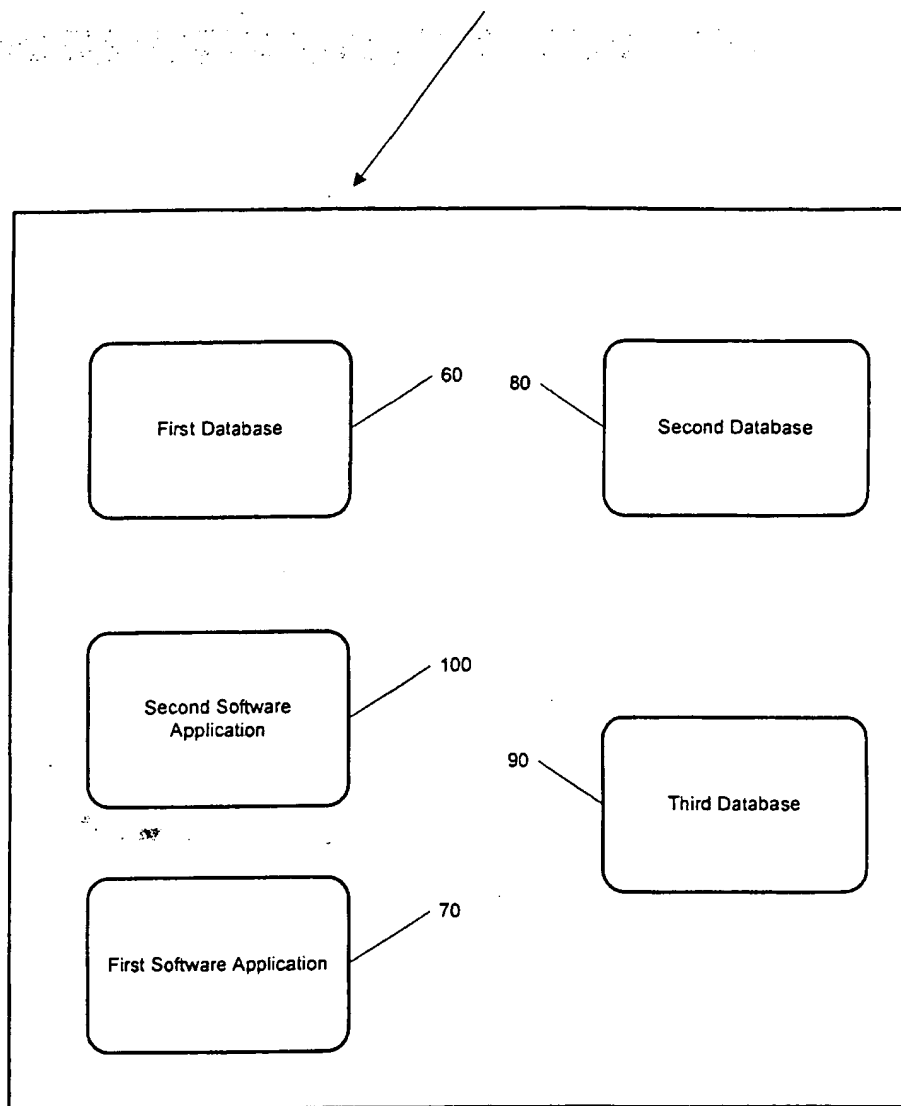 First Database
60
80
Second Database
Second Software
Application
100
90
Third Database
First Software Application
70